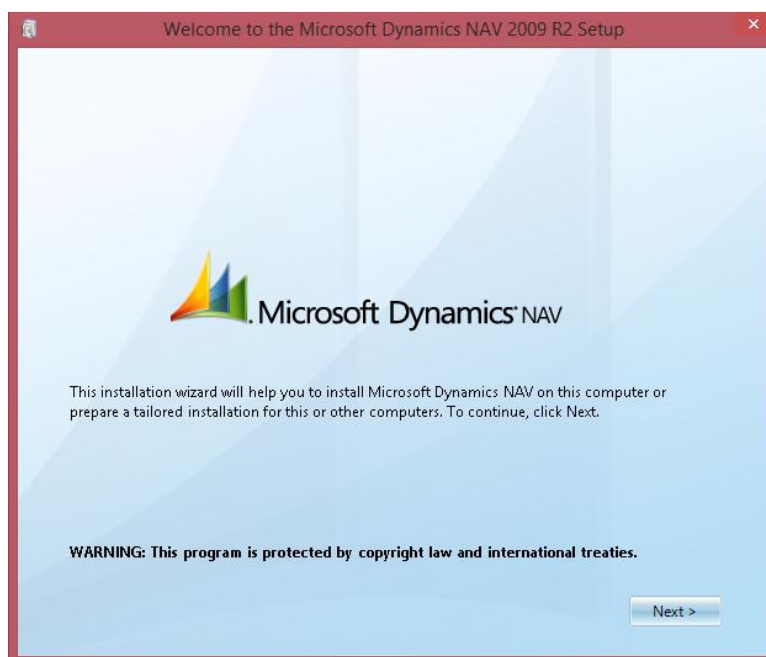 Welcome to the Microsoft Dynamics NAV 2009 R2 Setup
Microsoft Dynamics NAV
This installation wizard will help you to install Microsoft Dynamics NAV on this computer or
prepare a tailored installation for this or other computers. To continue, click Next.
WARNING: This program is protected by copyright law and international treaties.
Next >